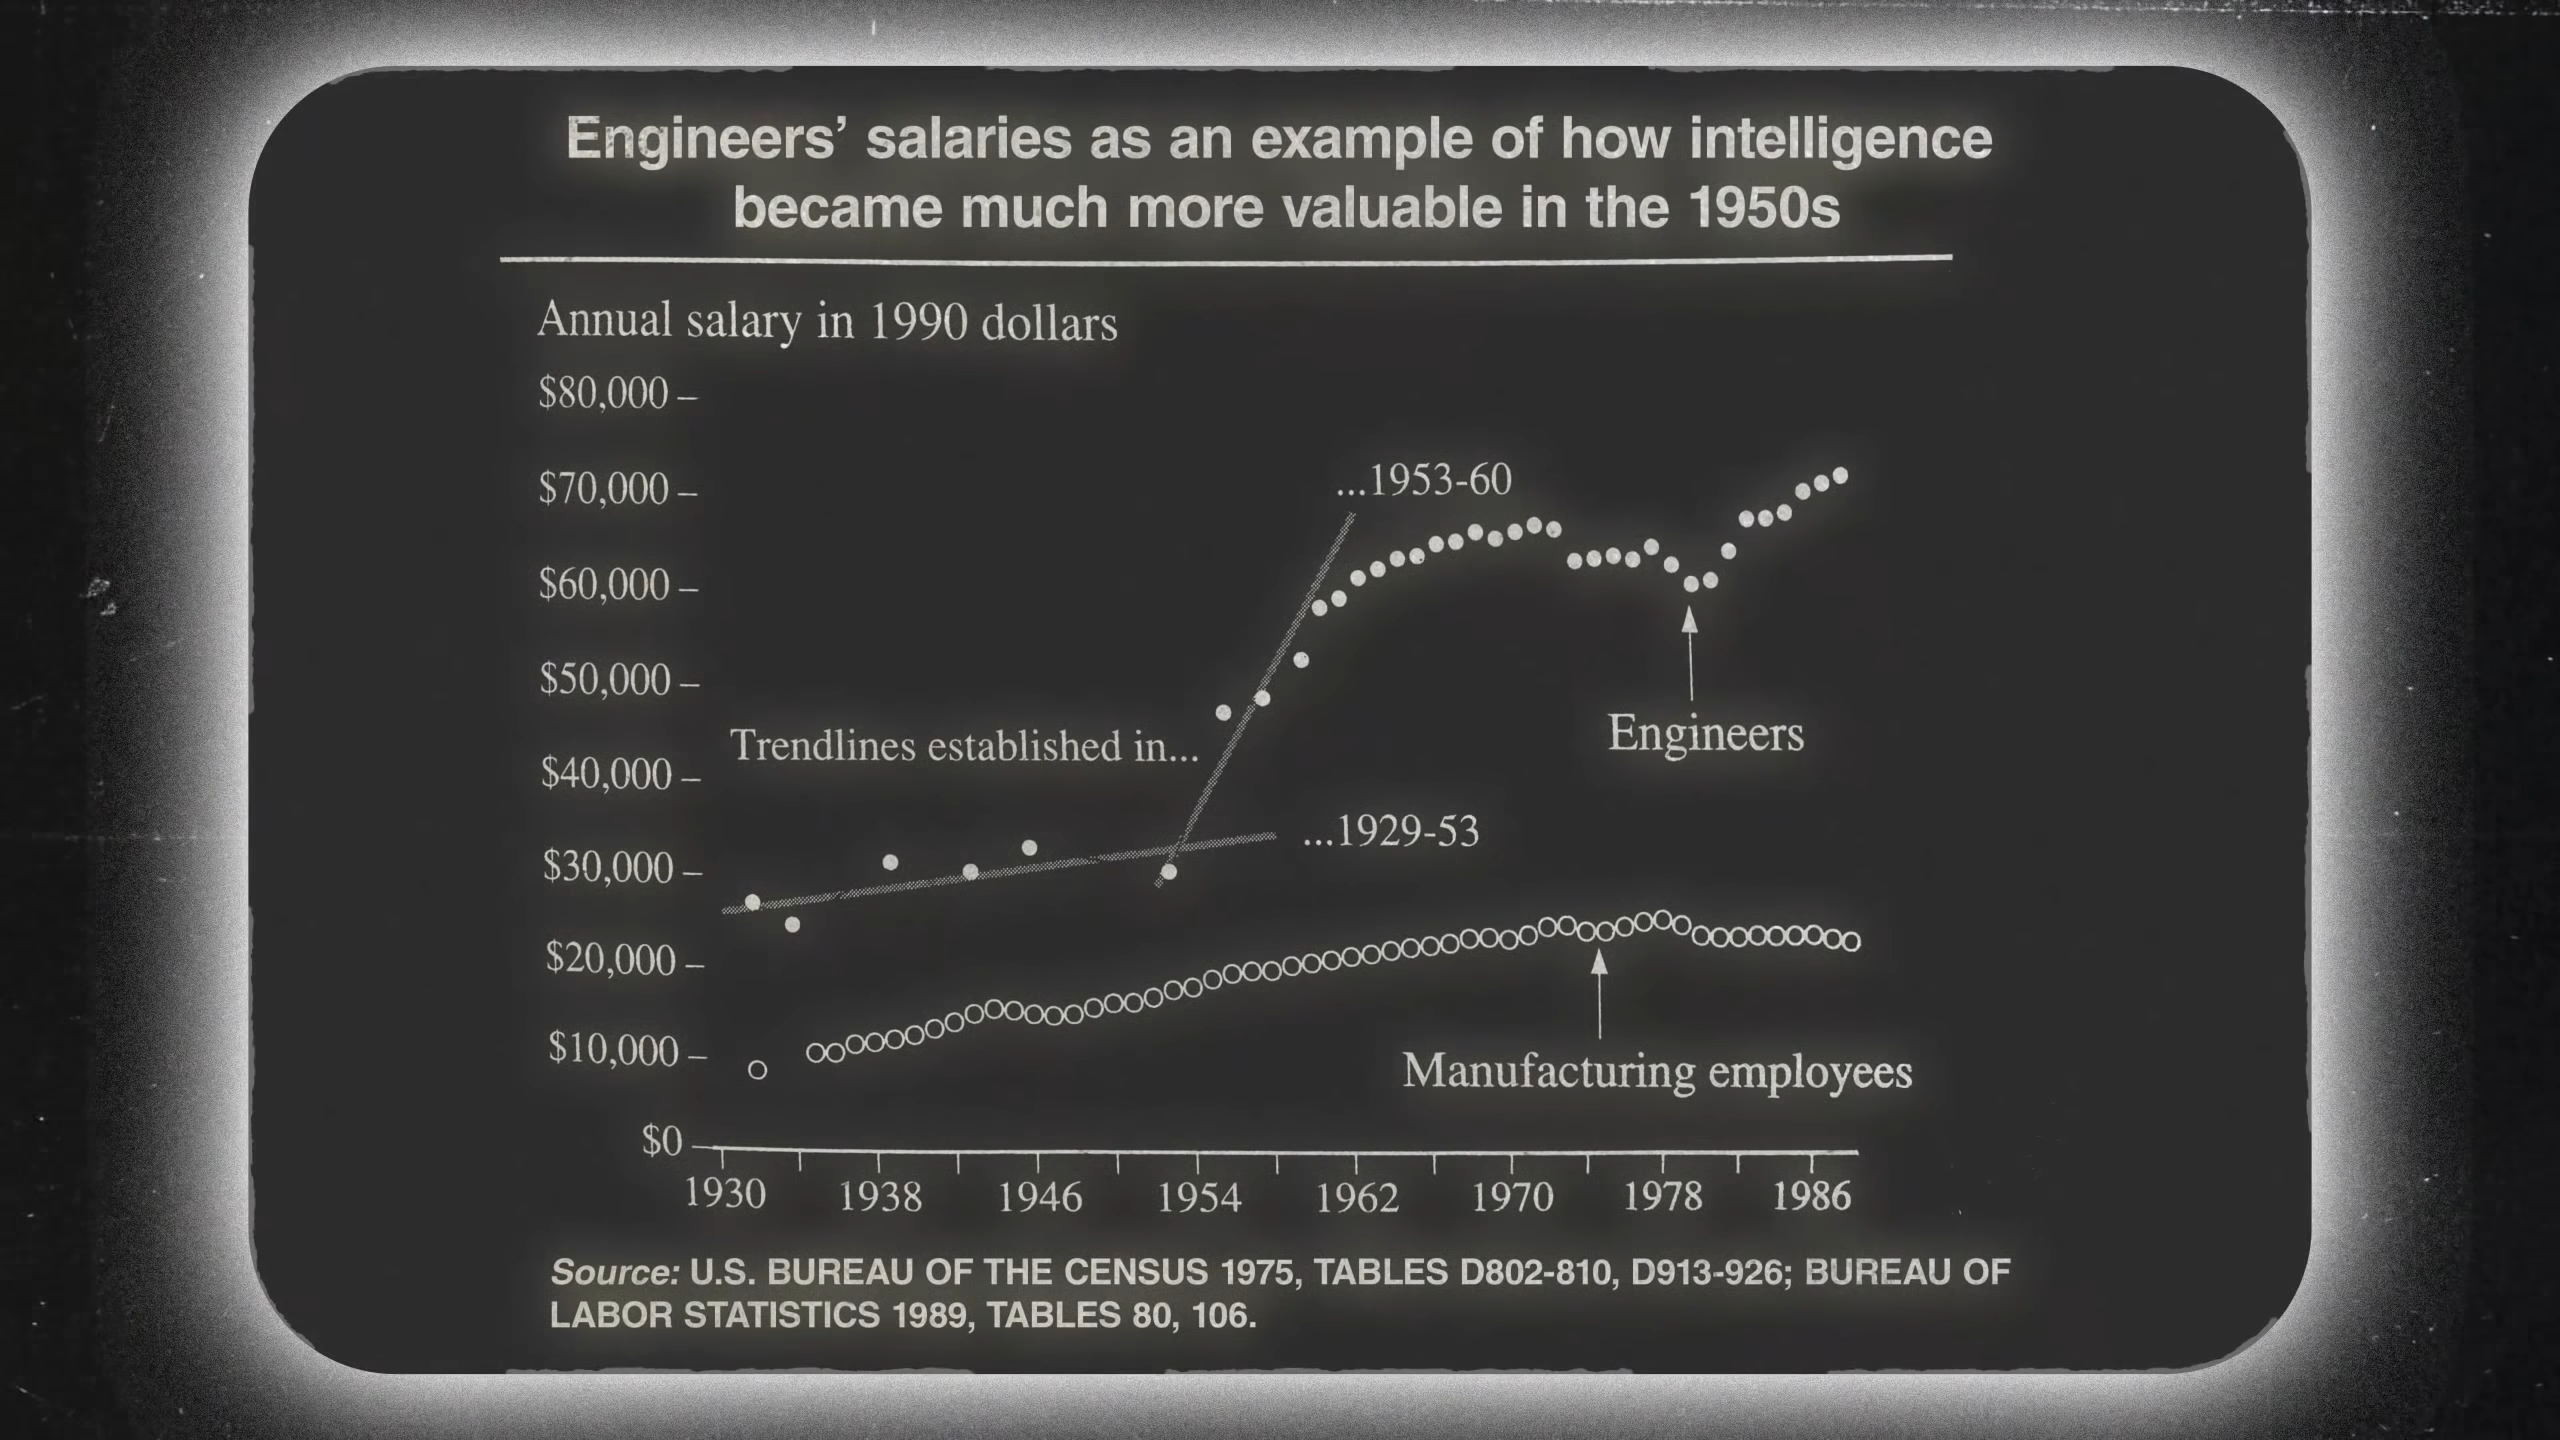 Engineers’ salaries as an example of how intelligence
became much more valuable in the 1950s
Annual salary in 1990 dollars
$80,000
$70,000
$60,000
$50,000
$40,000
$30,000
$20,000
$10,000
$0
...1953-60
Engineers
Trendlines established in...
...1929-53
Manufacturing employees
1930 1938 1946 1954 1962 1970 1978 1986
Source: U.S. BUREAU OF THE CENSUS 1975, TABLES D802-810, D913-926; BUREAU OF
LABOR STATISTICS 1989, TABLES 80, 106.